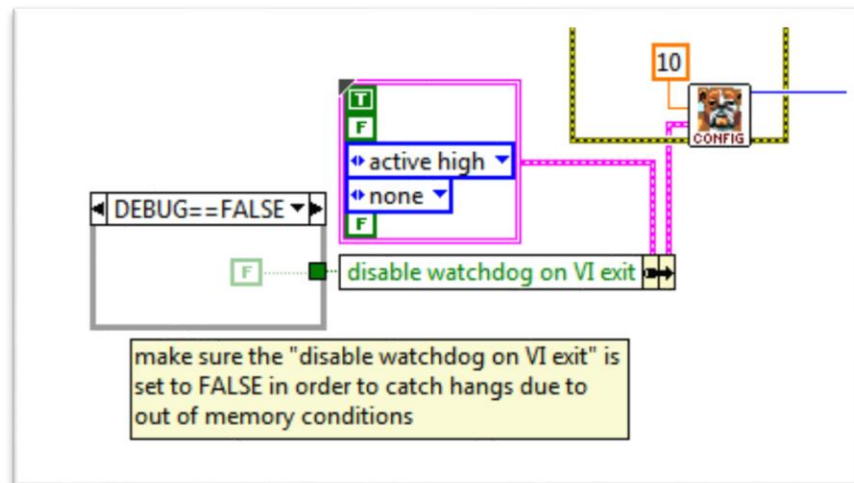 10
CONFIG
T
F
active high
none
F
DEBUG==FALSE
F
disable watchdog on VI exit
make sure the "disable watchdog on VI exit" is
set to FALSE in order to catch hangs due to
out of memory conditions